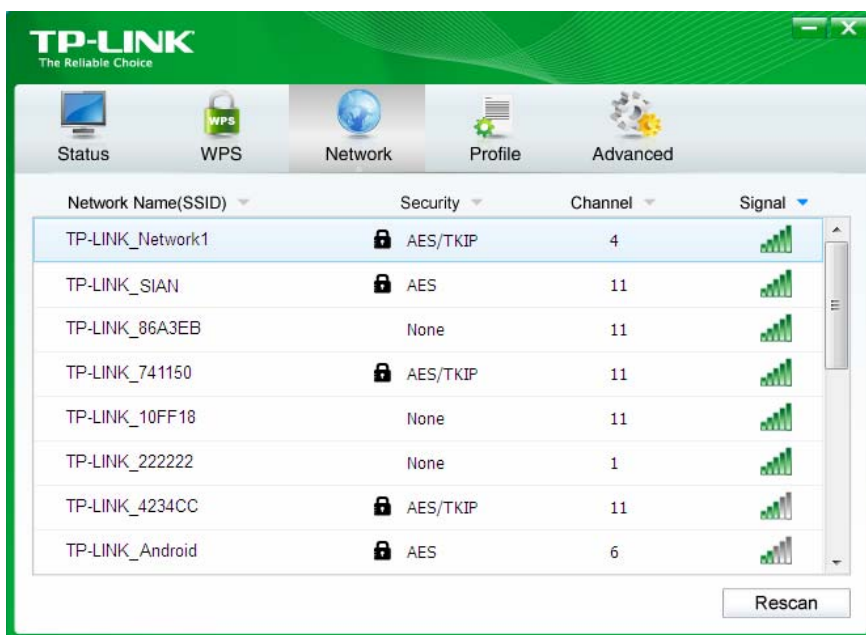 TP-LINK
The Reliable Choice
WPS
Status WPS Network Profile Advanced
Network Name(SSID) Security Channel Signal
TP-LINK_Network1 AES/TKIP 4
TP-LINK_SIAN AES 11
TP-LINK_86A3EB None 11
TP-LINK_741150 AES/TKIP 11
TP-LINK_10FF18 None 11
TP-LINK_222222 None 1
TP-LINK_4234CC AES/TKIP 11
TP-LINK_Android AES 6
Rescan